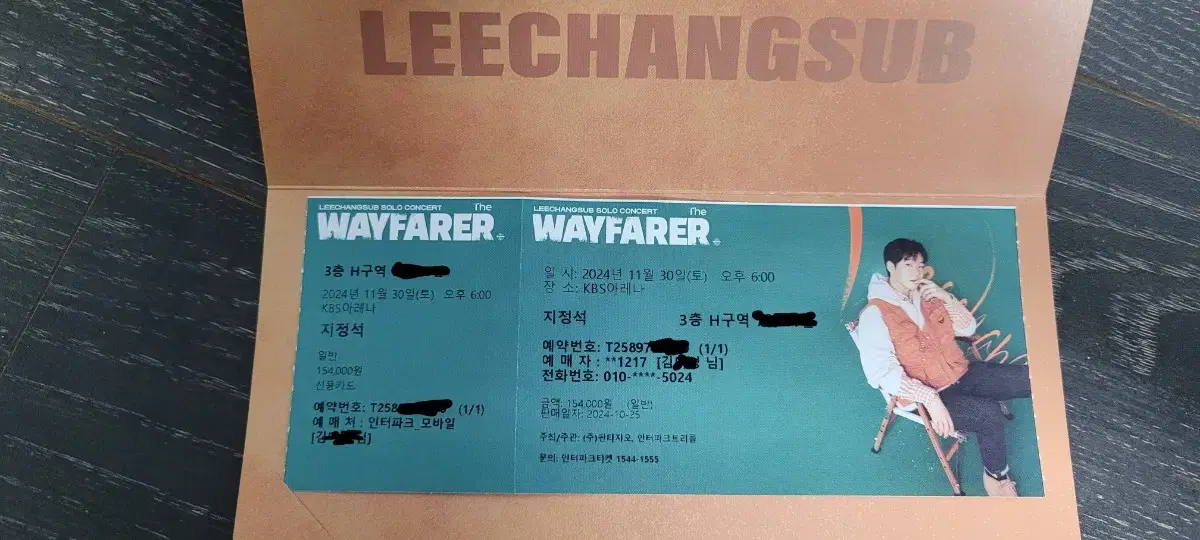 LEECHANGSUB
LEECHANGSUB SOLO CONCERT The
WAYFARER
3층 H구역
2024년 11월 30일(토) 오후 6:00
KBS아레나
지정석
일반
154,000원
신용카드
예약번호: T258 (1/1)
예 매 처 : 인터파크_모바일
[김 님]
LEECHANGSUB SOLO CONCERT The
WAYFARER
일 시: 2024년 11월 30일(토) 오후 6:00
장 소: KBS아레나
지정석 3층 H구역
예약번호: T25897 (1/1)
예 매 자 : **1217 [김 님]
전화번호: 010-****-5024
금액: 154,000원 (일반)
판매일자: 2024-10-25
주최/주관: (주)판타지오, 인터파크트리플
문의: 인터파크티켓 1544-1555